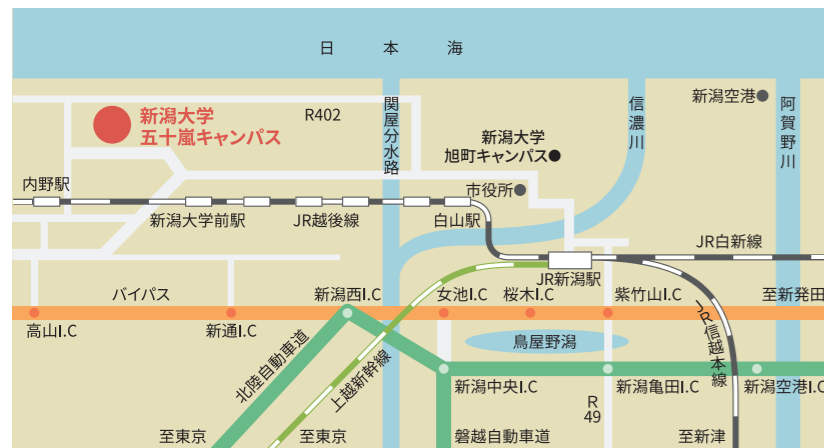 日本海
新潟大学
五十嵐キャンパス
R402
関屋分水路
新潟大学
旭町キャンパス
信濃川
新潟空港
阿賀野川
内野駅
市役所
新潟大学前駅
JR越後線
白山駅
JR白新線
JR新潟駅
バイパス
新潟西I.C
女池I.C
桜木I.C
紫竹山I.C
至新発田
高山I.C
新通I.C
JR信越本線
鳥屋野潟
北陸自動車道
上越新幹線
新潟中央I.C
新潟亀田I.C
新潟空港I.C
R
49
至東京
至東京
磐越自動車道
至新津